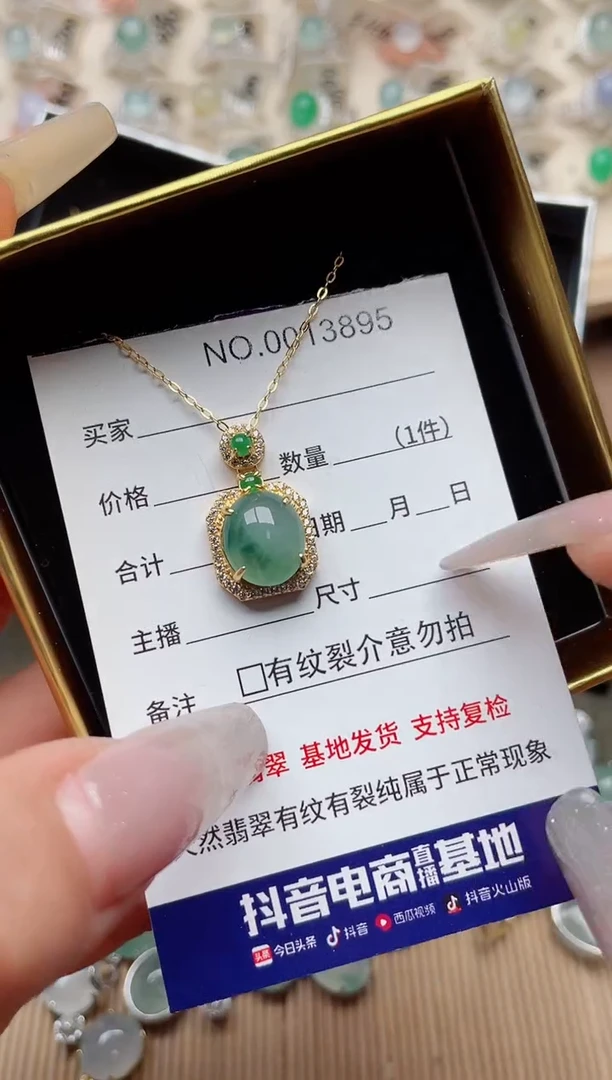 NO.0013895
买家
数量 (1件)
价格
期 月 日
合计
尺寸
主播
备注 □有纹裂介意勿拍
翠 基地发货 支持复检
然翡翠有纹有裂纯属于正常现象
抖音电商直播基地
头条 今日头条 抖音 西瓜视频 抖音火山版